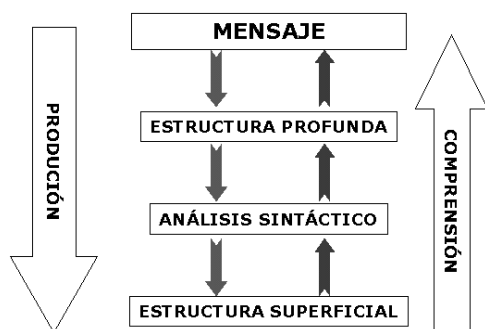 MENSAJE
PRODUCIÓN
ESTRUCTURA PROFUNDA
COMPRENSIÓN
ANÁLISIS SINTÁCTICO
ESTRUCTURA SUPERFICIAL